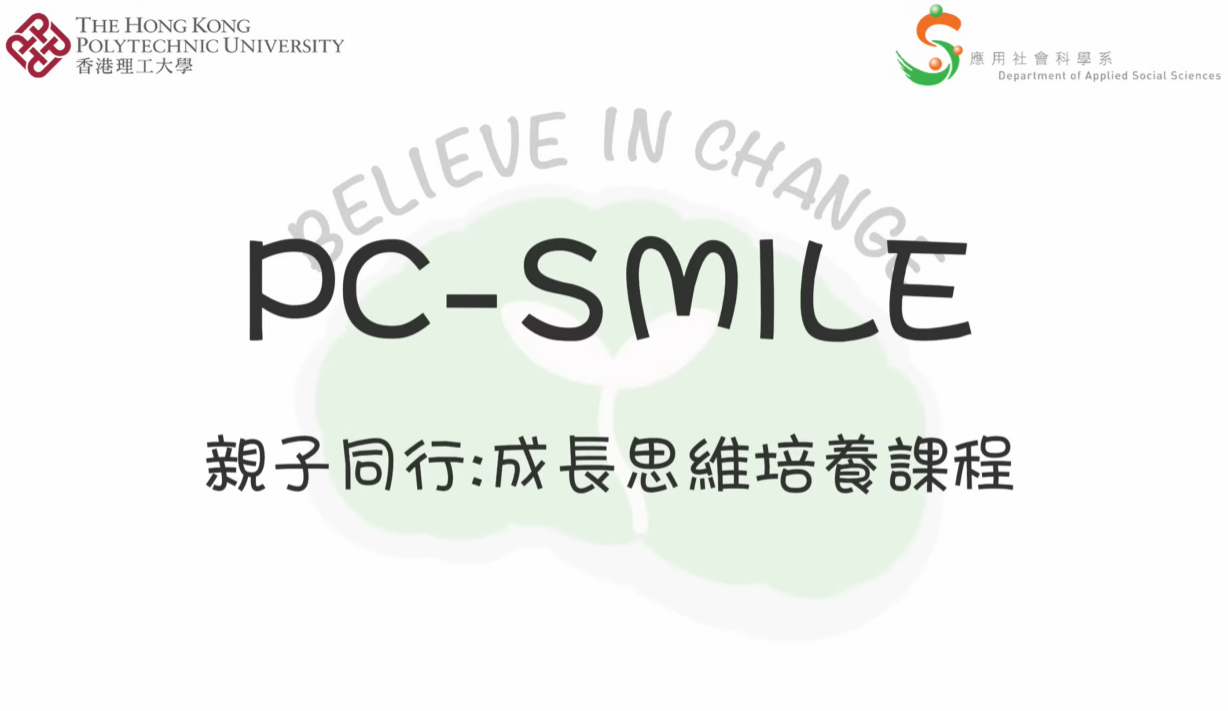 THE HONG KONG
POLYTECHNIC UNIVERSITY
香港理工大學
應用社會科學系
Department of Applied Social Sciences
BELIEVE IN CHANGE
PC-SMILE
親子同行:成長思維培養課程